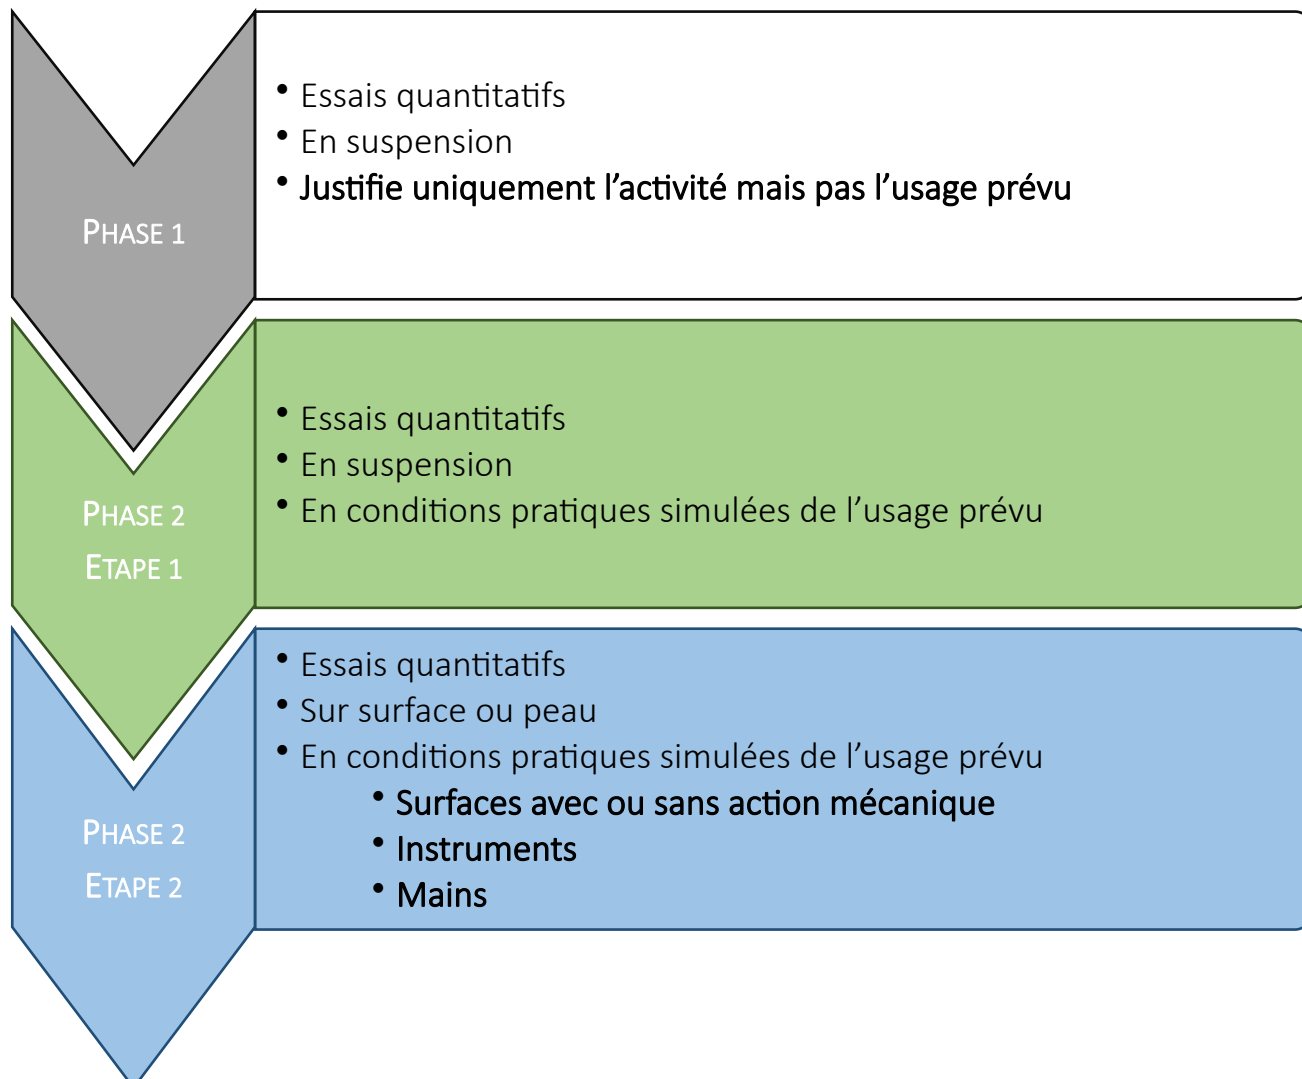 PHASE 1
• Essais quantitatifs
• En suspension
• Justifie uniquement l’activité mais pas l’usage prévu
PHASE 2
ETAPE 1
• Essais quantitatifs
• En suspension
• En conditions pratiques simulées de l’usage prévu
PHASE 2
ETAPE 2
• Essais quantitatifs
• Sur surface ou peau
• En conditions pratiques simulées de l’usage prévu
• Surfaces avec ou sans action mécanique
• Instruments
• Mains